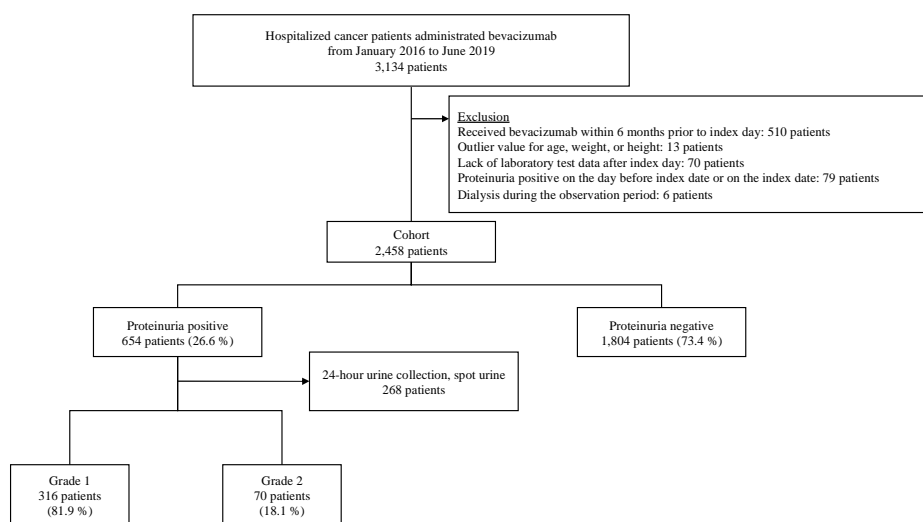 Hospitalized cancer patients administrated bevacizumab
from January 2016 to June 2019
3,134 patients
Exclusion
Received bevacizumab within 6 months prior to index day: 510 patients
Outlier value for age, weight, or height: 13 patients
Lack of laboratory test data after index day: 70 patients
Proteinuria positive on the day before index date or on the index date: 79 patients
Dialysis during the observation period: 6 patients
Cohort
2,458 patients
Proteinuria positive
654 patients (26.6 %)
Proteinuria negative
1,804 patients (73.4 %)
24-hour urine collection, spot urine
268 patients
Grade 1
316 patients
(81.9 %)
Grade 2
70 patients
(18.1 %)